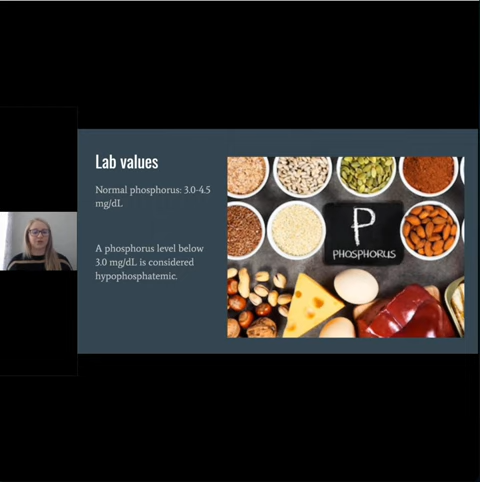 Lab values
Normal phosphorus: 3.0-4.5
mg/dL
A phosphorus level below
3.0 mg/dL is considered
hypophosphatemic.
P
PHOSPHORUS